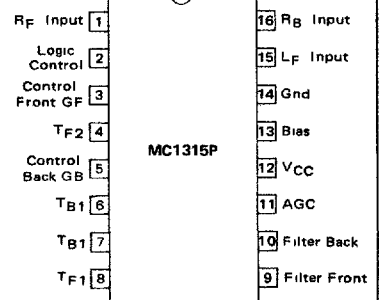 RF Input 1
Logic
Control 2
Control
Front GF 3
TF2 4
Control
Back GB 5
TB1 6
TB1 7
TF1 8
MC1315P
16 RB Input
15 LF Input
14 Gnd
13 Bias
12 VCC
11 AGC
10 Filter Back
9 Filter Front